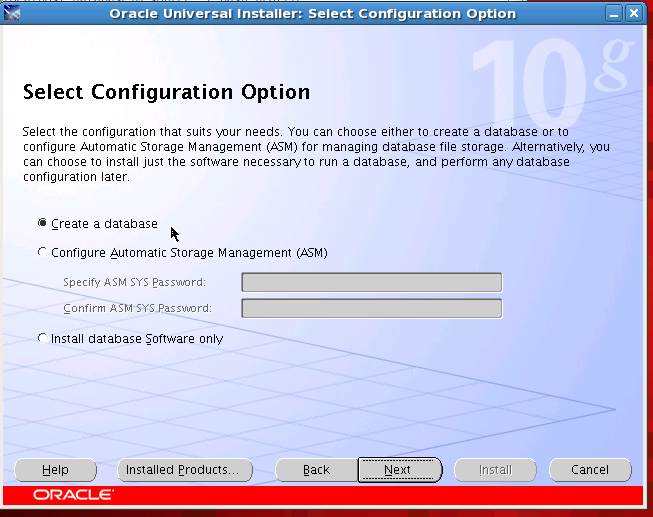 Oracle Universal Installer: Select Configuration Option
10g
Select Configuration Option
Select the configuration that suits your needs. You can choose either to create a database or to
configure Automatic Storage Management (ASM) for managing database file storage. Alternatively, you
can choose to install just the software necessary to run a database, and perform any database
configuration later.
Create a database
Configure Automatic Storage Management (ASM)
Specify ASM SYS Password:
Confirm ASM SYS Password:
Install database Software only
Help Installed Products... Back Next Install Cancel
ORACLE